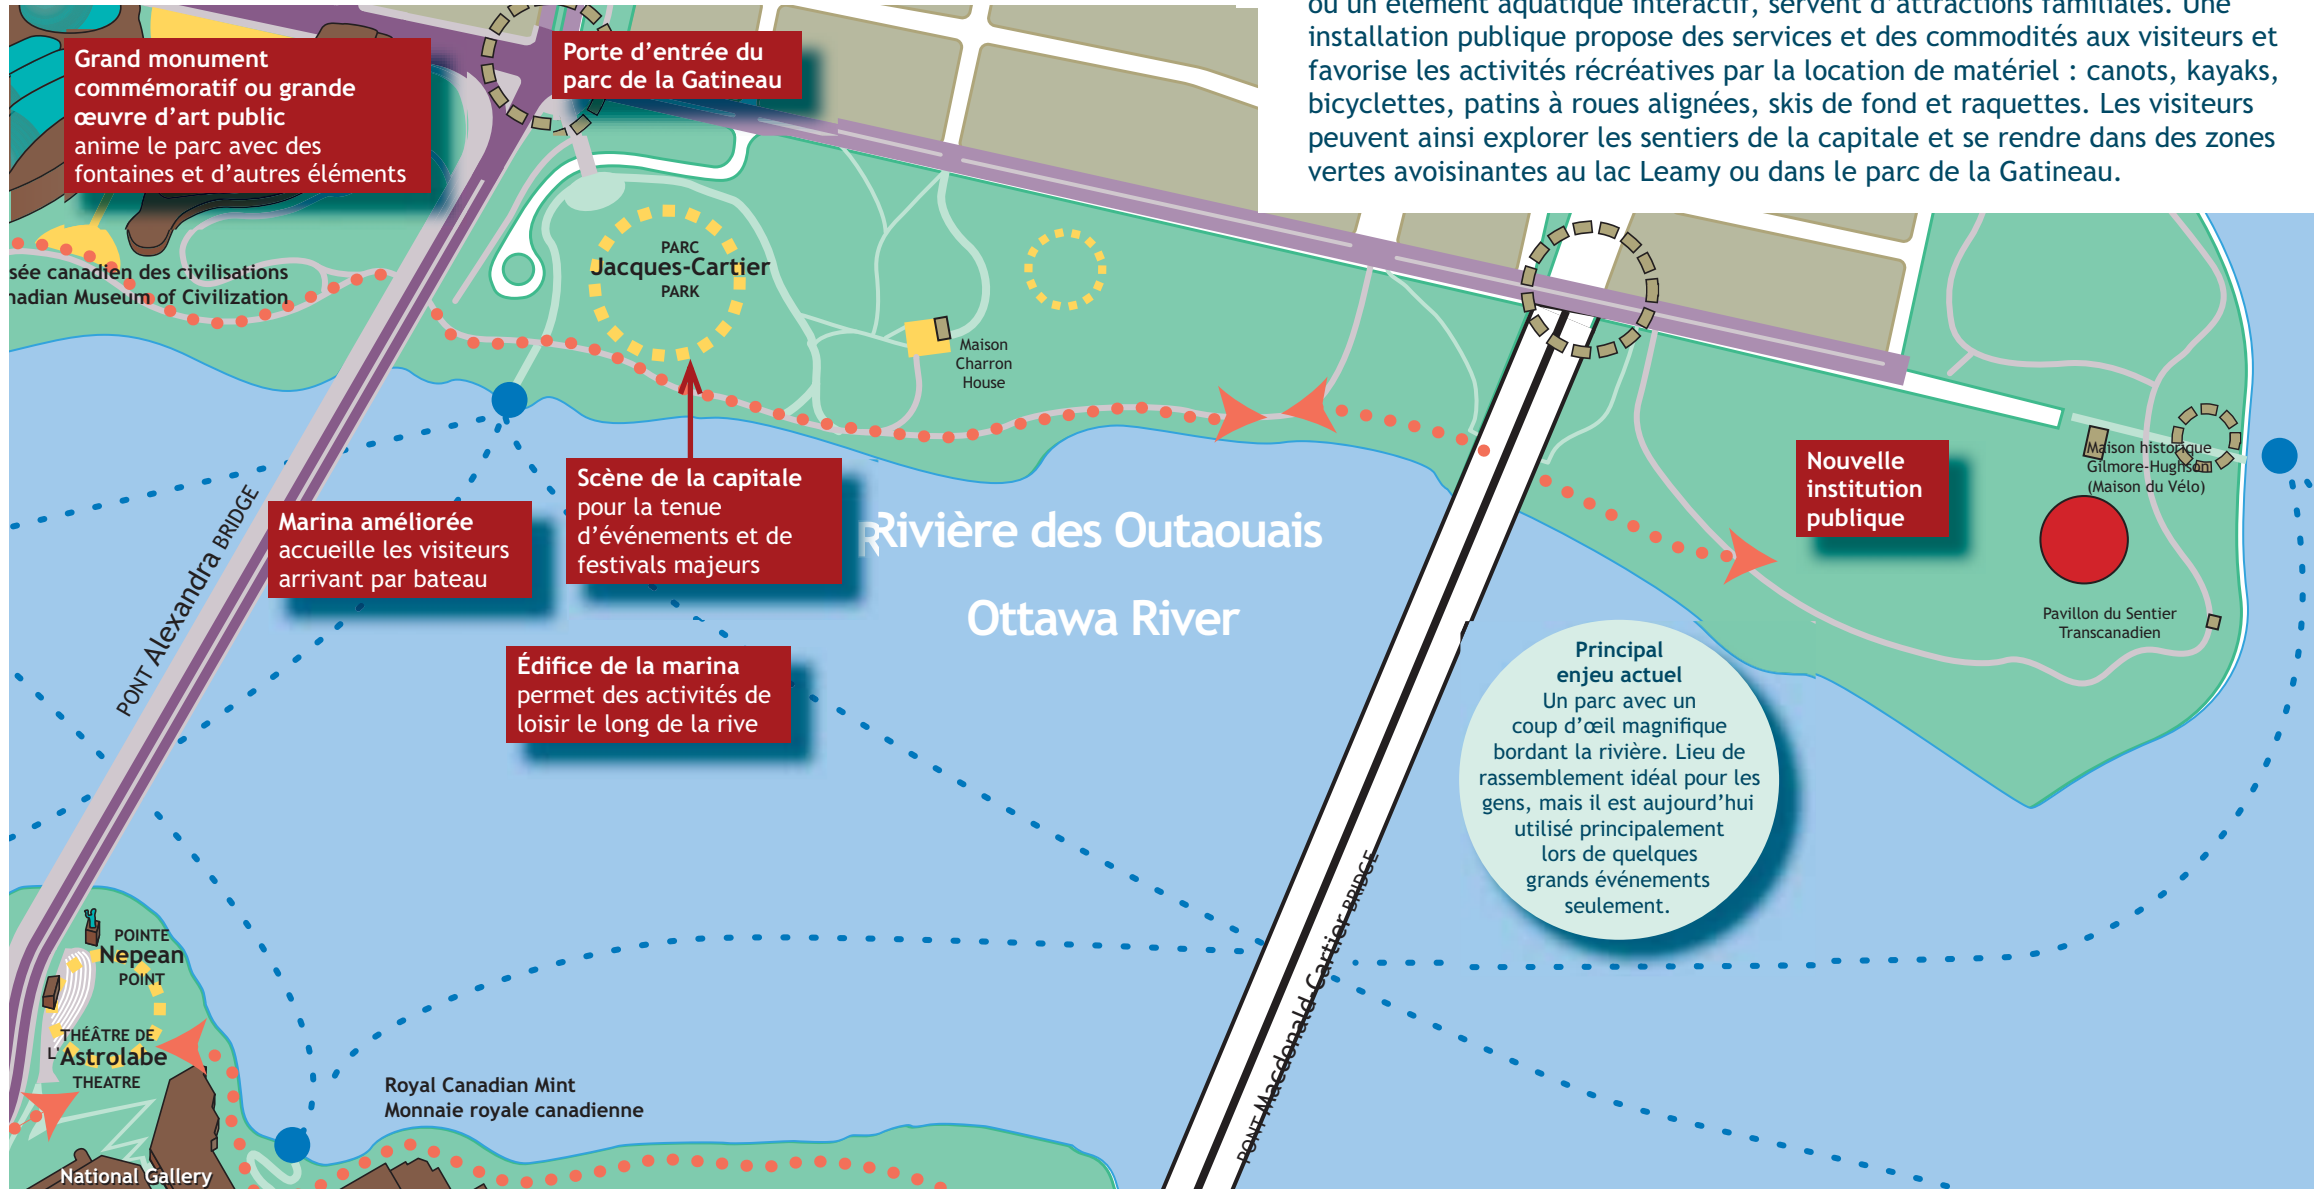 ou un élément aquatique interactif, servent d’attractions familiales. Une
installation publique propose des services et des commodités aux visiteurs et
favorise les activités récréatives par la location de matériel : canots, kayaks,
bicyclettes, patins à roues alignées, skis de fond et raquettes. Les visiteurs
peuvent ainsi explorer les sentiers de la capitale et se rendre dans des zones
vertes avoisinantes au lac Leamy ou dans le parc de la Gatineau.
Grand monument
commémoratif ou grande
œuvre d’art public
anime le parc avec des
fontaines et d’autres éléments
Porte d’entrée du
parc de la Gatineau
sée canadien des civilisations
nadian Museum of Civilization
PARC
Jacques-Cartier
PARK
Maison
Charron
House
Scène de la capitale
pour la tenue
d’événements et de
festivals majeurs
Marina améliorée
accueille les visiteurs
arrivant par bateau
Édifice de la marina
permet des activités de
loisir le long de la rive
PONT Alexandra BRIDGE
Rivière des Outaouais
Ottawa River
Nouvelle
institution
publique
Maison historique
Gilmore-Hughson
(Maison du Vélo)
Pavillon du Sentier
Transcanadien
Principal
enjeu actuel
Un parc avec un
coup d’œil magnifique
bordant la rivière. Lieu de
rassemblement idéal pour les
gens, mais il est aujourd’hui
utilisé principalement
lors de quelques
grands événements
seulement.
PONT Macdonald-Cartier BRIDGE
POINTE
Nepean
POINT
THÉÂTRE DE
L'Astrolabe
THEATRE
Royal Canadian Mint
Monnaie royale canadienne
National Gallery